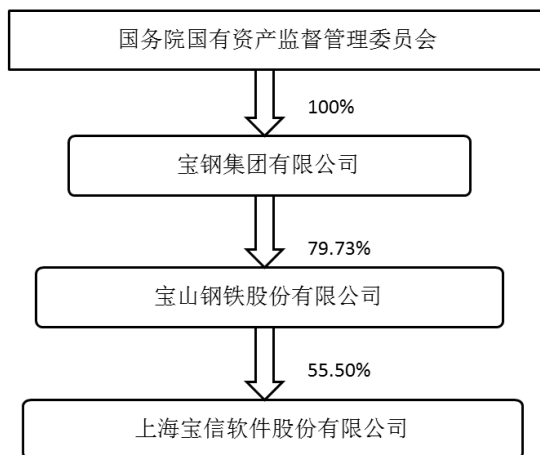 国务院国有资产监督管理委员会
100%
宝钢集团有限公司
79.73%
宝山钢铁股份有限公司
55.50%
上海宝信软件股份有限公司